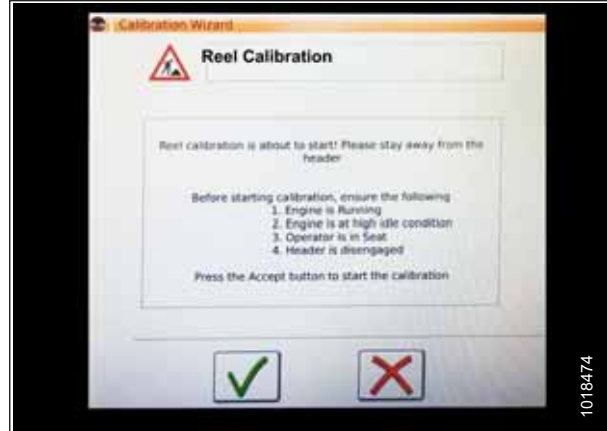 Calibration Wizard
Reel Calibration
Reel calibration is about to start! Please stay away from the
header
Before starting calibration, ensure the following
1. Engine is Running
2. Engine is at high idle condition
3. Operator is in Seat
4. Header is disengaged
Press the Accept button to start the calibration
1018474